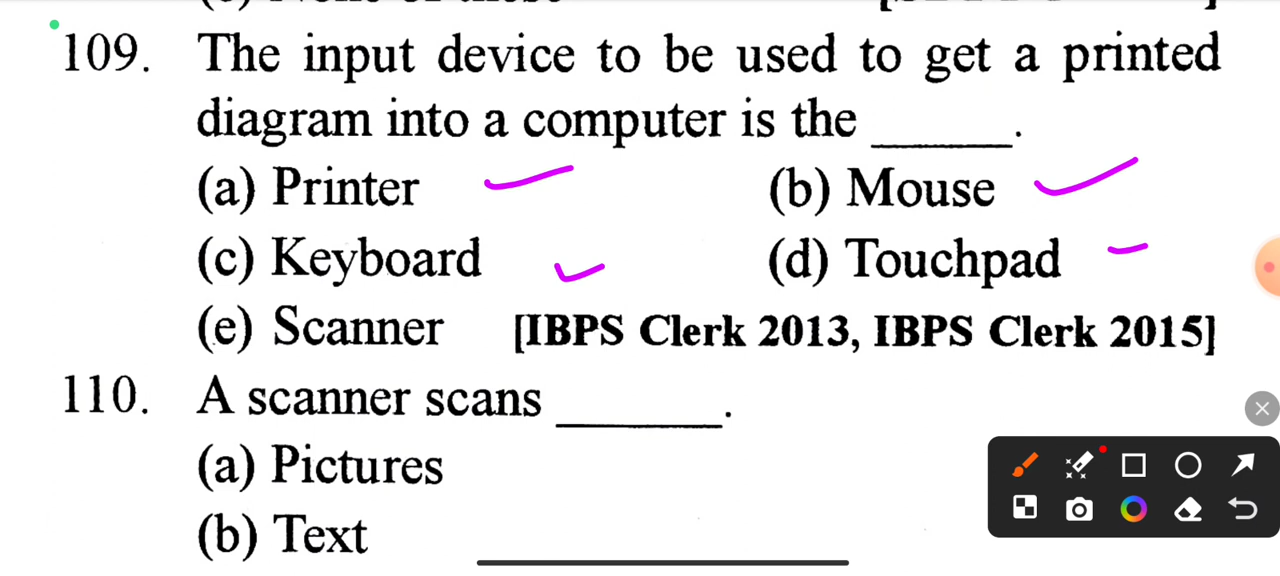 109. The input device to be used to get a printed
diagram into a computer is the ______.
(a) Printer (b) Mouse
(c) Keyboard (d) Touchpad
(e) Scanner [IBPS Clerk 2013, IBPS Clerk 2015]
110. A scanner scans ______.
(a) Pictures
(b) Text